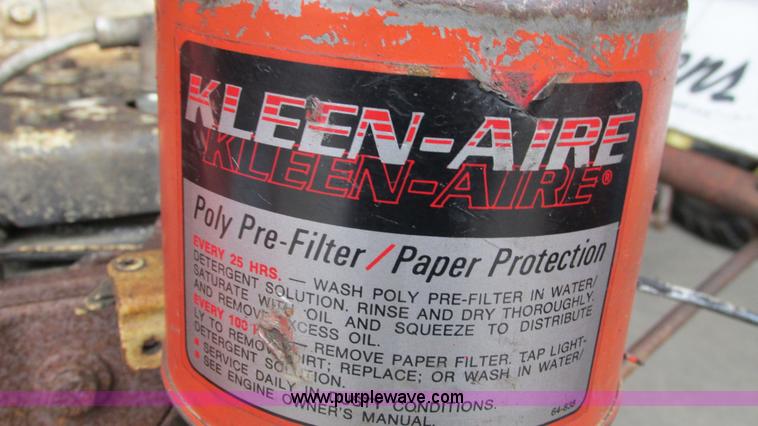 KLEEN-AIRE
KLEEN-AIRE®
Poly Pre-Filter / Paper Protection
EVERY 25 HRS. — WASH POLY PRE-FILTER IN WATER/
DETERGENT SOLUTION. RINSE AND DRY THOROUGHLY.
SATURATE WITH OIL AND SQUEEZE TO DISTRIBUTE
AND REMOVE EXCESS OIL.
EVERY 100 — REMOVE PAPER FILTER. TAP LIGHT-
LY TO REMOVE DIRT; REPLACE; OR WASH IN WATER/
DETERGENT SOLUTION.
• SERVICE DAILY IN DUSTY CONDITIONS.
• SEE ENGINE OWNER'S MANUAL.
64-838
www.purplewave.com